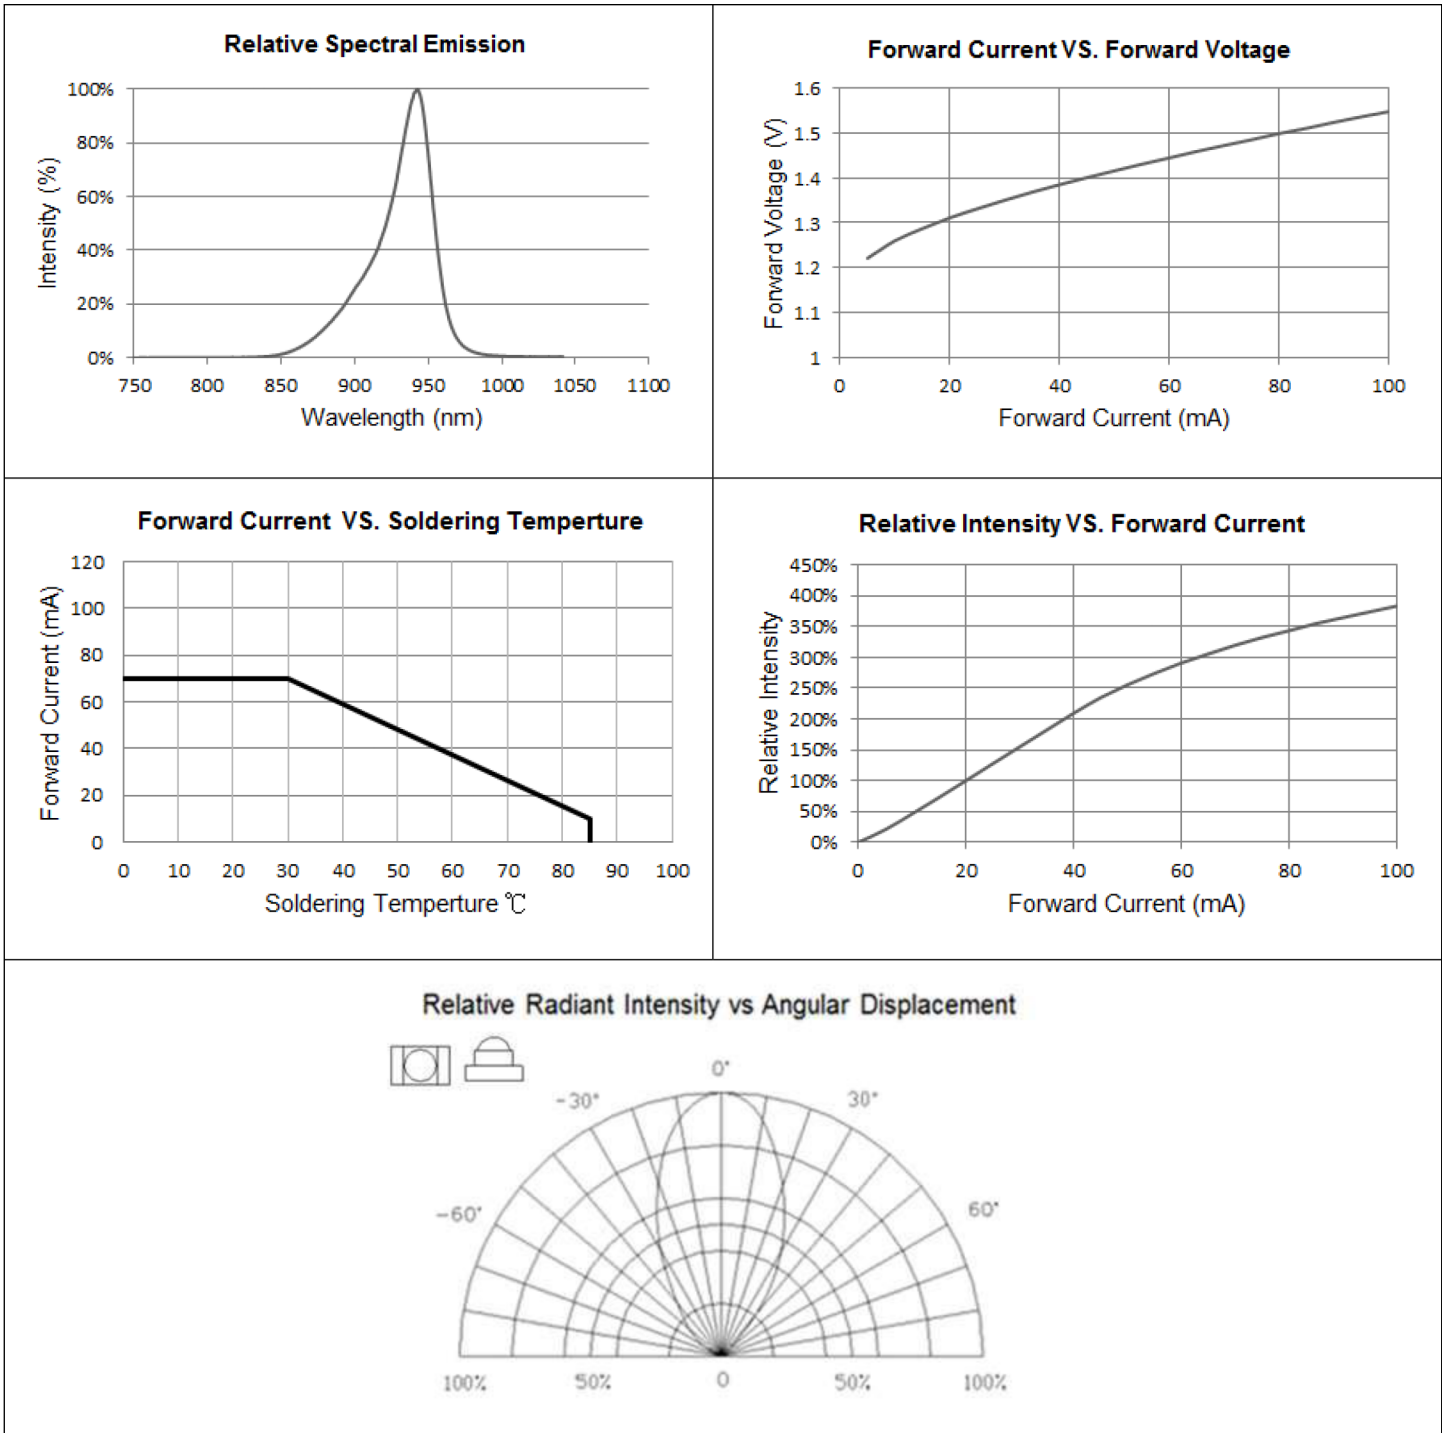 Relative Spectral Emission
100%
80%
60%
40%
20%
0%
Intensity (%)
750 800 850 900 950 1000 1050 1100
Wavelength (nm)
Forward Current VS. Forward Voltage
1.6
1.5
1.4
1.3
1.2
1.1
1
Forward Voltage (V)
0 20 40 60 80 100
Forward Current (mA)
Forward Current VS. Soldering Temperture
120
100
80
60
40
20
0
Forward Current (mA)
0 10 20 30 40 50 60 70 80 90 100
Soldering Temperture ℃
Relative Intensity VS. Forward Current
450%
400%
350%
300%
250%
200%
150%
100%
50%
0%
Relative Intensity
0 20 40 60 80 100
Forward Current (mA)
Relative Radiant Intensity vs Angular Displacement
0°
-30° 30°
-60° 60°
100% 50% 0 50% 100%